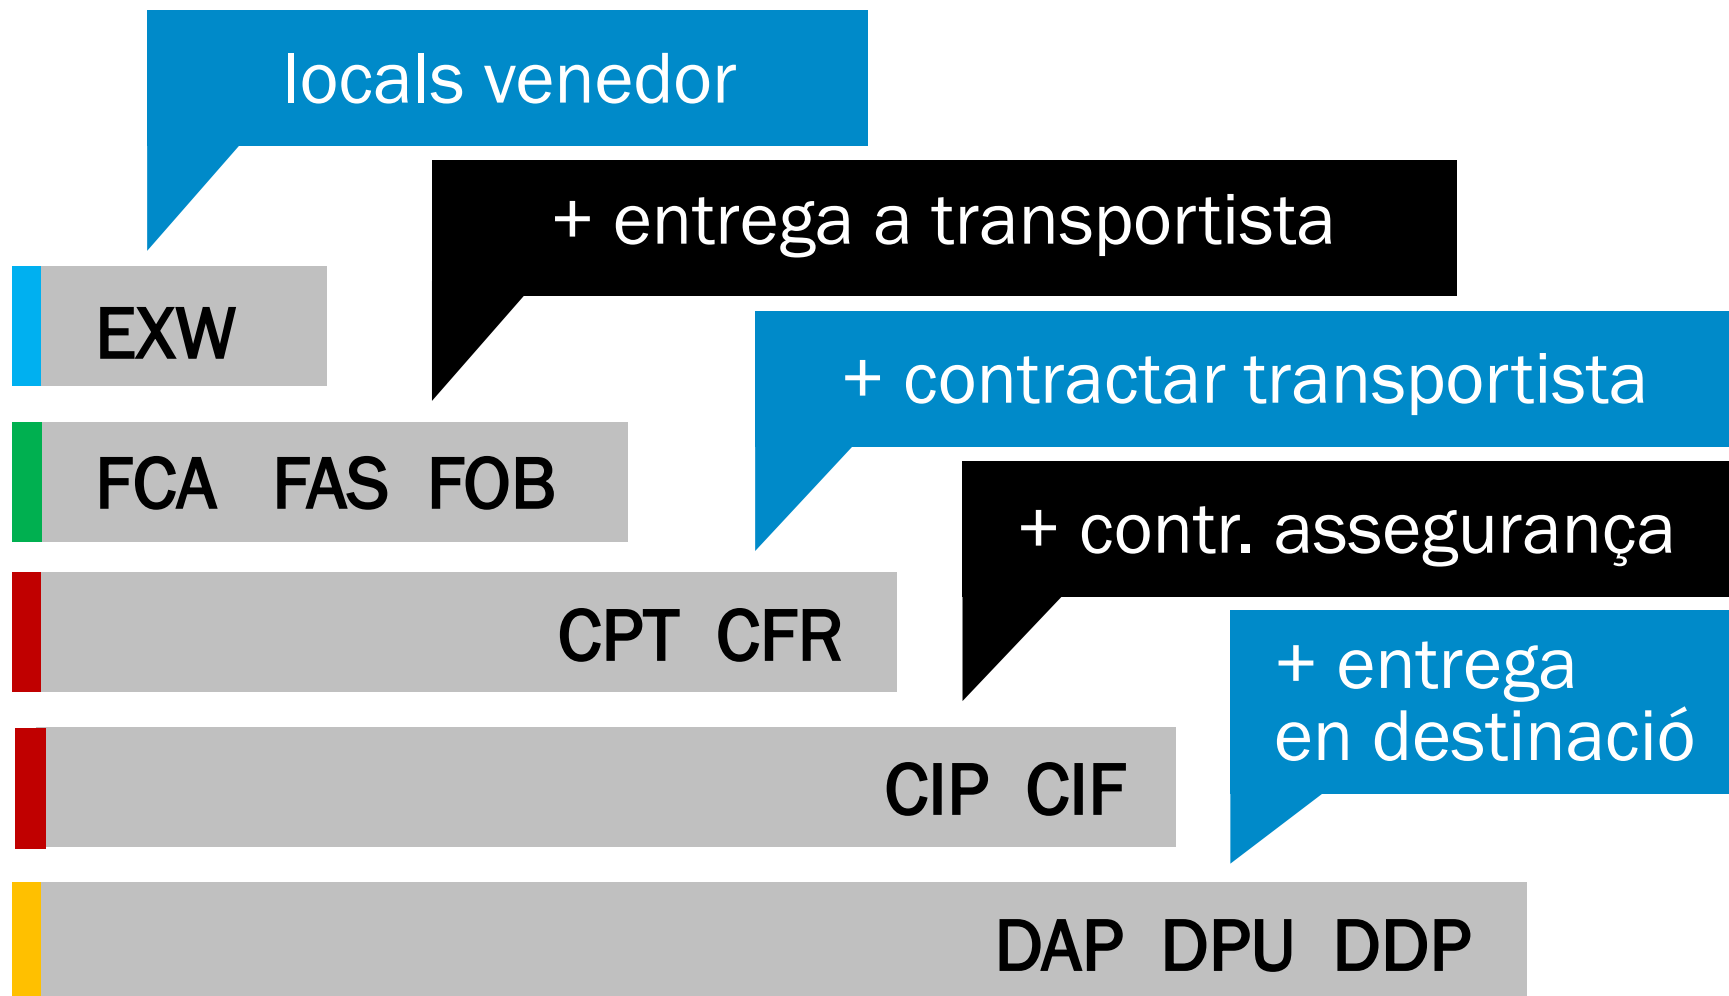 locals venedor
+ entrega a transportista
EXW
+ contractar transportista
FCA FAS FOB
+ contr. assegurança
CPT CFR
+ entrega
en destinació
CIP CIF
DAP DPU DDP